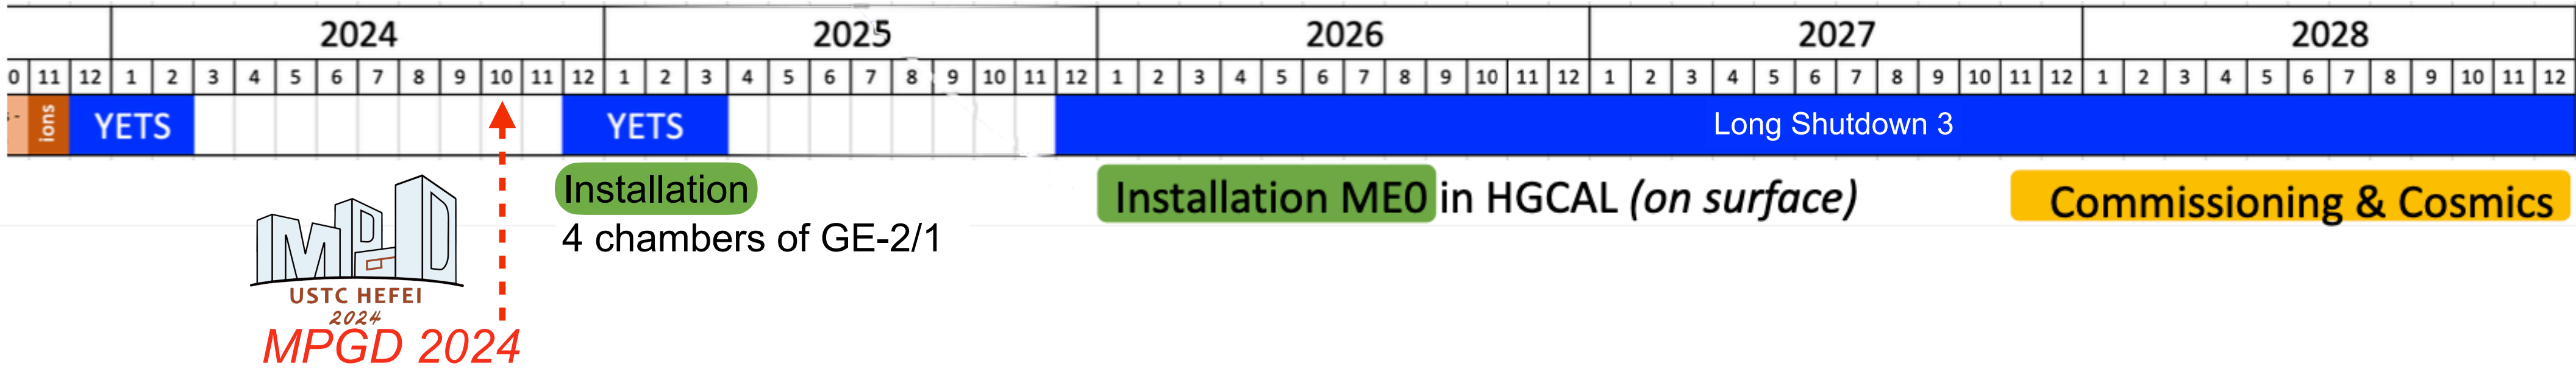 2024 2025 2026 2027 2028
0 11 12 1 2 3 4 5 6 7 8 9 10 11 12 1 2 3 4 5 6 7 8 9 10 11 12 1 2 3 4 5 6 7 8 9 10 11 12 1 2 3 4 5 6 7 8 9 10 11 12 1 2 3 4 5 6 7 8 9 10 11 12
ions YETS YETS Long Shutdown 3
Installation
4 chambers of GE-2/1
Installation ME0 in HGCAL (on surface)
Commissioning & Cosmics
MPGD
USTC HEFEI
2024
MPGD 2024